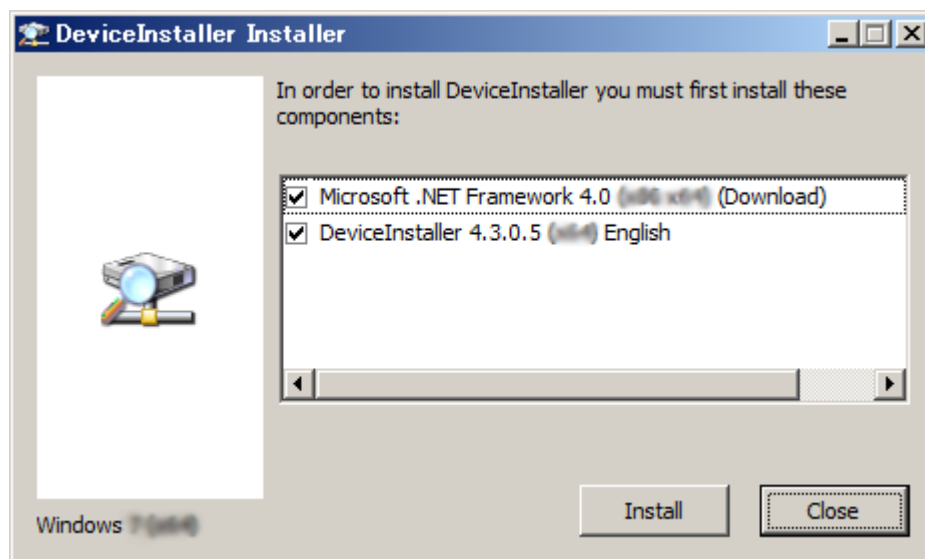 DeviceInstaller Installer
In order to install DeviceInstaller you must first install these
components:
Microsoft .NET Framework 4.0 (Download)
DeviceInstaller 4.3.0.5 English
Install
Close
Windows